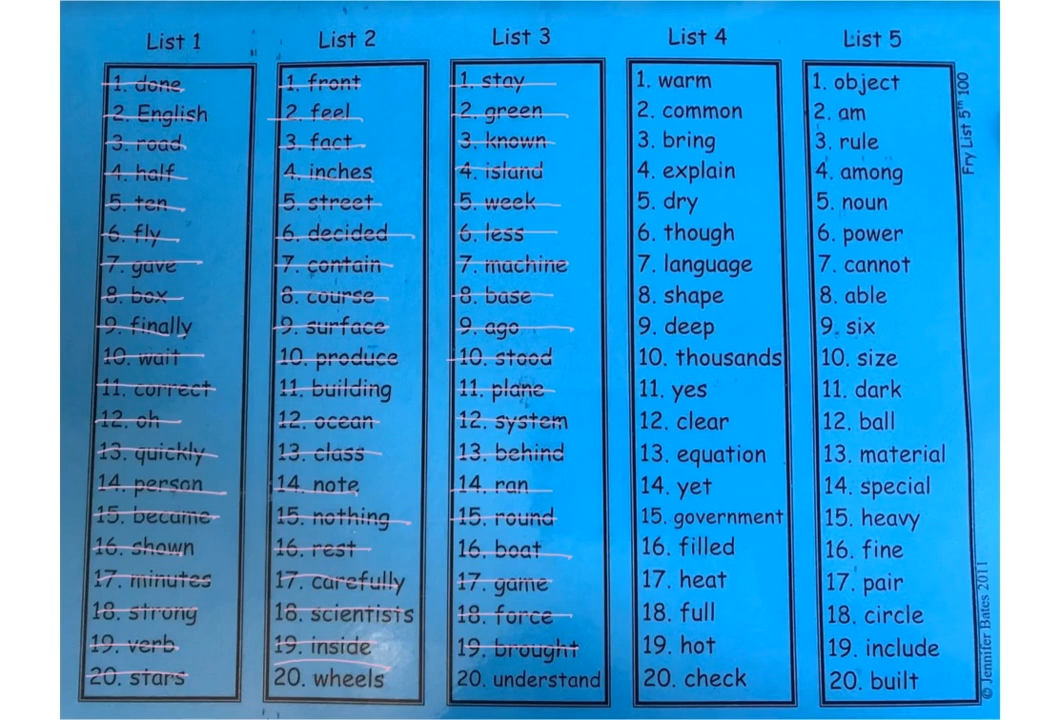 List 1
1. done
2. English
3. road
4. half
5. ten
6. fly
7. gave
8. box
9. finally
10. wait
11. correct
12. oh
13. quickly
14. person
15. became
16. shown
17. minutes
18. strong
19. verb
20. stars
List 2
1. front
2. feel
3. fact
4. inches
5. street
6. decided
7. contain
8. course
9. surface
10. produce
11. building
12. ocean
13. class
14. note
15. nothing
16. rest
17. carefully
18. scientists
19. inside
20. wheels
List 3
1. stay
2. green
3. known
4. island
5. week
6. less
7. machine
8. base
9. ago
10. stood
11. plane
12. system
13. behind
14. ran
15. round
16. boat
17. game
18. force
19. brought
20. understand
List 4
1. warm
2. common
3. bring
4. explain
5. dry
6. though
7. language
8. shape
9. deep
10. thousands
11. yes
12. clear
13. equation
14. yet
15. government
16. filled
17. heat
18. full
19. hot
20. check
List 5
1. object
2. am
3. rule
4. among
5. noun
6. power
7. cannot
8. able
9. six
10. size
11. dark
12. ball
13. material
14. special
15. heavy
16. fine
17. pair
18. circle
19. include
20. built
Fry List 5th 100
© Jennifer Bates 2011